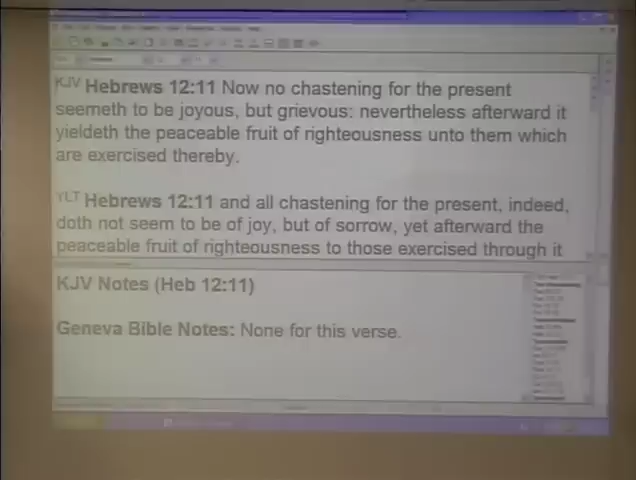 KJV Hebrews 12:11 Now no chastening for the present
seemeth to be joyous, but grievous: nevertheless afterward it
yieldeth the peaceable fruit of righteousness unto them which
are exercised thereby.
YLT Hebrews 12:11 and all chastening for the present, indeed,
doth not seem to be of joy, but of sorrow, yet afterward the
peaceable fruit of righteousness to those exercised through it
KJV Notes (Heb 12:11)
Geneva Bible Notes: None for this verse.